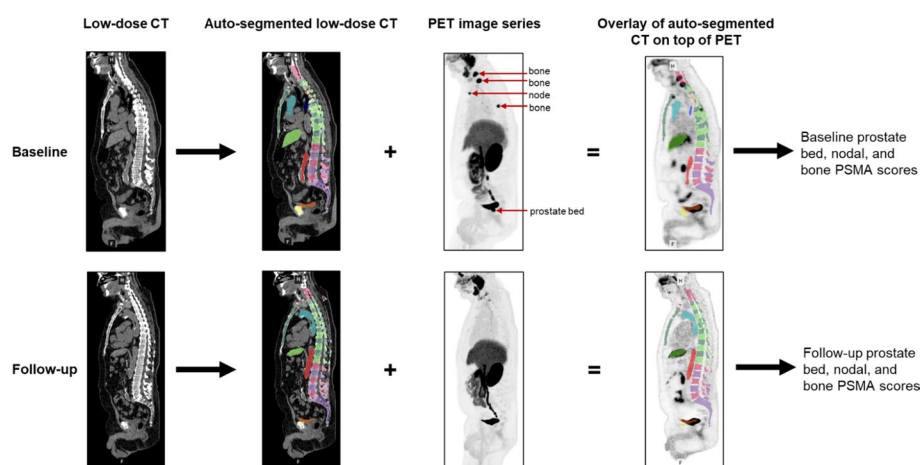 Low-dose CT
Auto-segmented low-dose CT
PET image series
Overlay of auto-segmented
CT on top of PET
Baseline
H
H
bone
bone
node
bone
prostate bed
H
+
=
Baseline prostate
bed, nodal, and
bone PSMA scores
F
F
F
Follow-up
H
H
H
+
=
Follow-up prostate
bed, nodal, and
bone PSMA scores
F
F
F